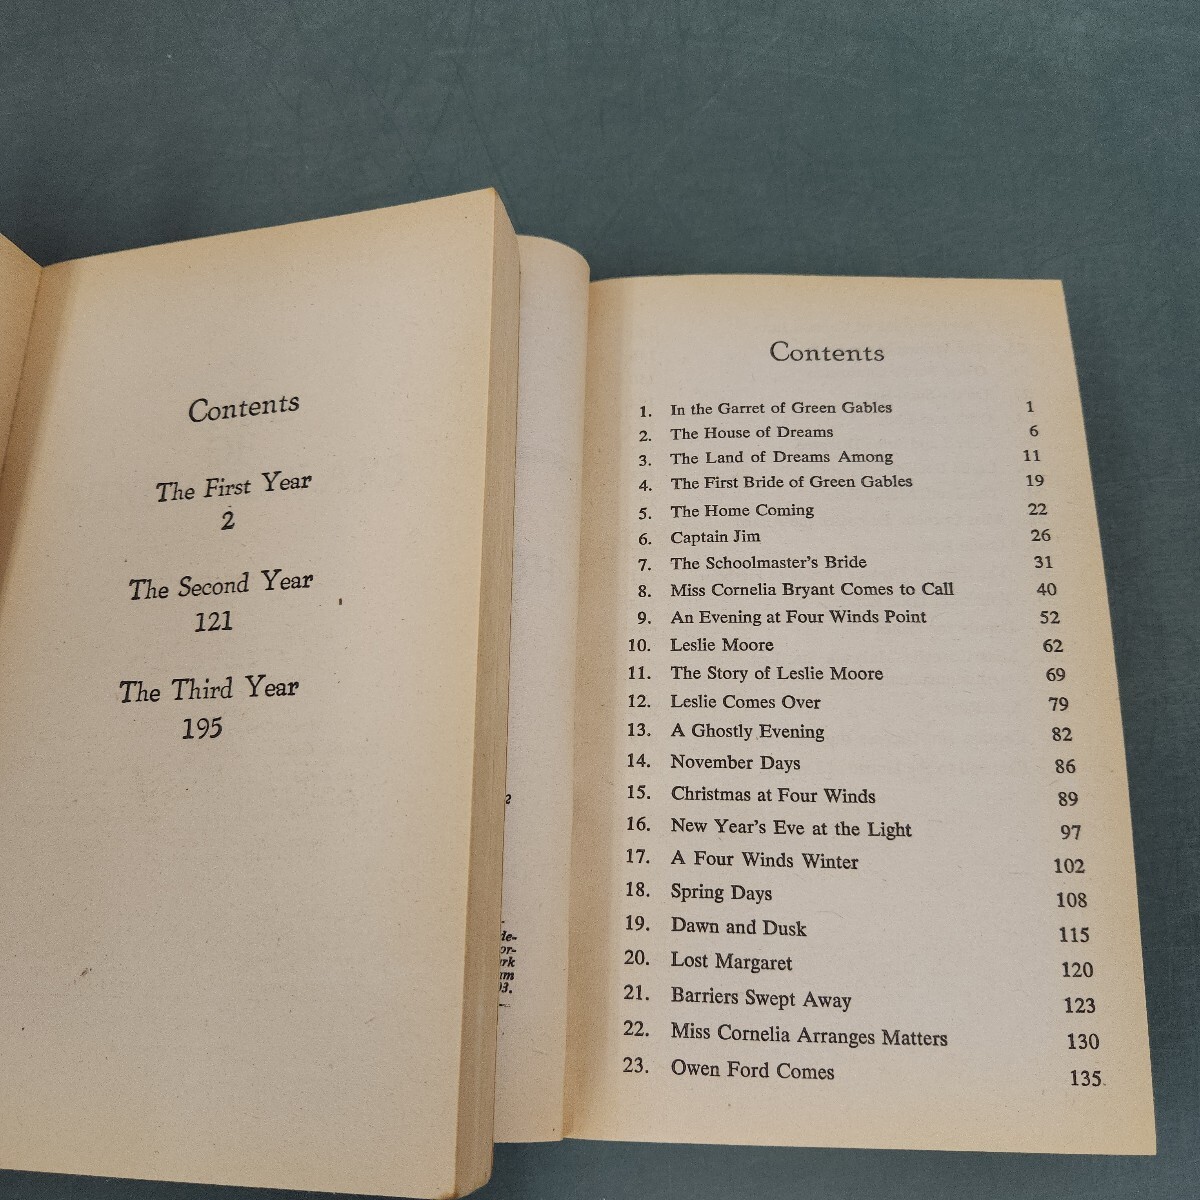 Contents
The First Year
2
The Second Year
121
The Third Year
195
2
de-
or-
rk
um
93.
Contents
1. In the Garret of Green Gables 1
2. The House of Dreams 6
3. The Land of Dreams Among 11
4. The First Bride of Green Gables 19
5. The Home Coming 22
6. Captain Jim 26
7. The Schoolmaster's Bride 31
8. Miss Cornelia Bryant Comes to Call 40
9. An Evening at Four Winds Point 52
10. Leslie Moore 62
11. The Story of Leslie Moore 69
12. Leslie Comes Over 79
13. A Ghostly Evening 82
14. November Days 86
15. Christmas at Four Winds 89
16. New Year's Eve at the Light 97
17. A Four Winds Winter 102
18. Spring Days 108
19. Dawn and Dusk 115
20. Lost Margaret 120
21. Barriers Swept Away 123
22. Miss Cornelia Arranges Matters 130
23. Owen Ford Comes 135